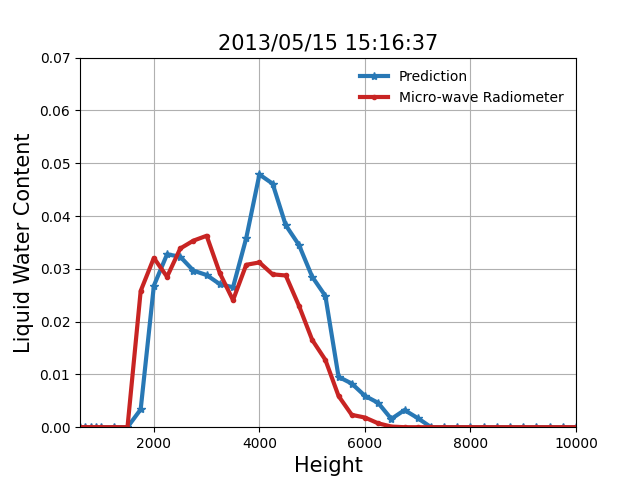 2013/05/15 15:16:37
0.07
0.06
0.05
0.04
0.03
0.02
0.01
0.00
Liquid Water Content
Prediction
Micro-wave Radiometer
2000 4000 6000 8000 10000
Height